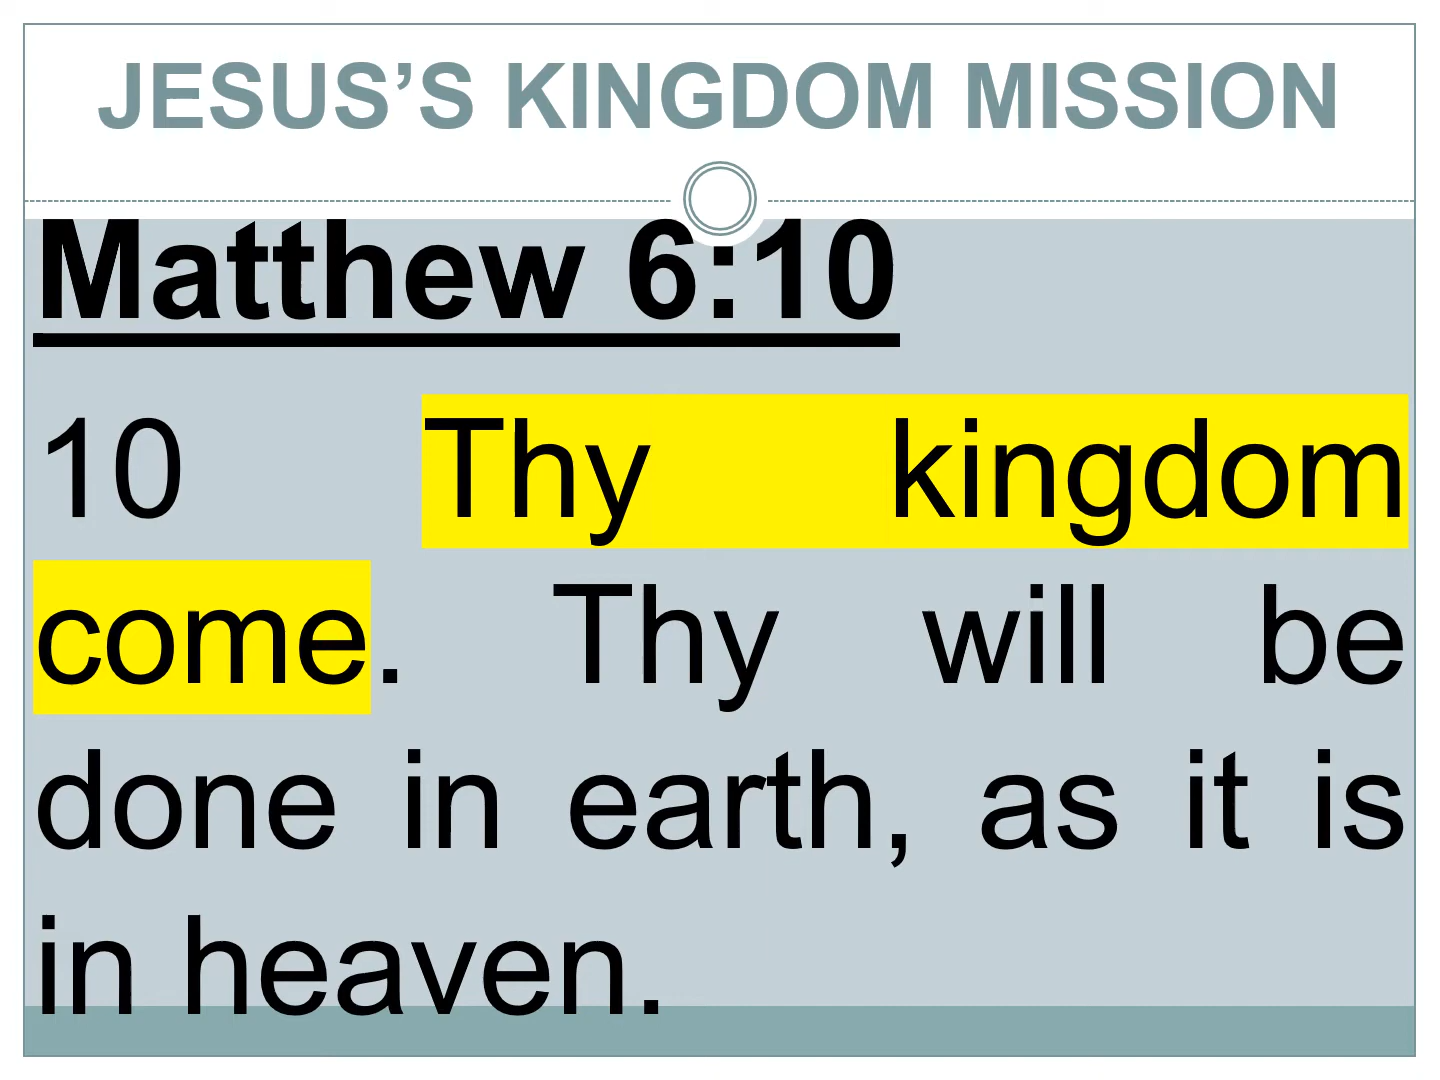 JESUS’S KINGDOM MISSION
Matthew 6:10
10 Thy kingdom
come. Thy will be
done in earth, as it is
in heaven.